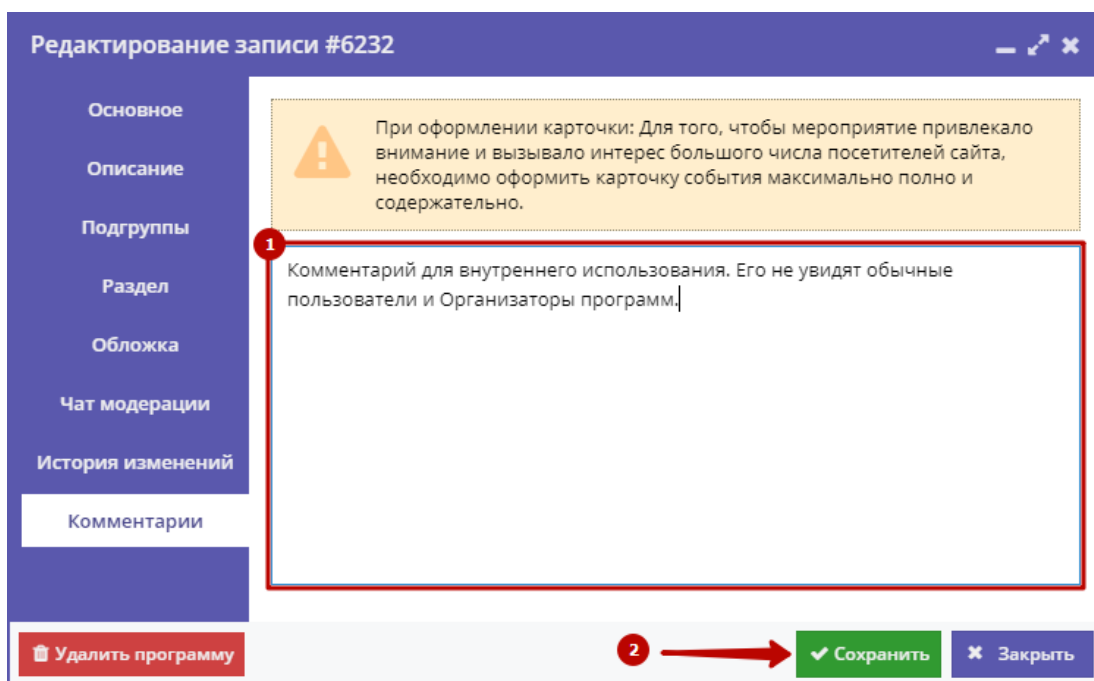 Редактирование записи #6232
Основное
Описание
Подгруппы
Раздел
Обложка
Чат модерации
История изменений
Комментарии
При оформлении карточки: Для того, чтобы мероприятие привлекало
внимание и вызывало интерес большого числа посетителей сайта,
необходимо оформить карточку события максимально полно и
содержательно.
1
Комментарий для внутреннего использования. Его не увидят обычные
пользователи и Организаторы программ.
Удалить программу
2
Сохранить
Закрыть